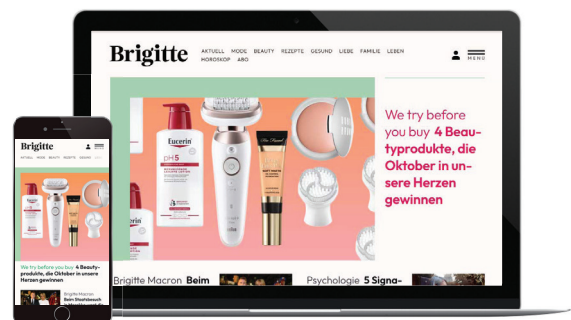 Brigitte
AKTUELL MODE BEAUTY REZEPTE GESUND LIEBE FAMILIE LEBEN
HOROSKOP ABO
MENÜ
Eucerin
pH5
We try before
you buy 4 Beau-
typrodukte, die
Oktober in un-
sere Herzen
gewinnen
Brigitte Macron Beim
Psychologie 5 Signa-
Brigitte
AKTUELL MODE BEAUTY REZEPTE GESUND
Eucerin
We try before you buy 4 Beauty-
produkte, die Oktober in unsere
Herzen gewinnen
Brigitte Macron
Beim Staatsbesuch